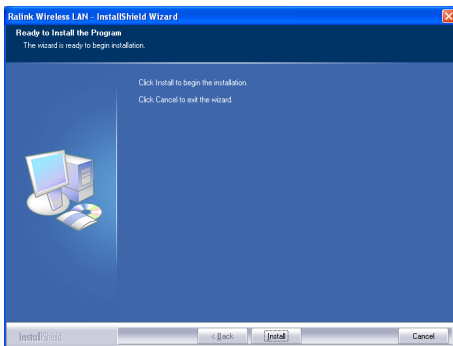 Ralink Wireless LAN - InstallShield Wizard
Ready to Install the Program
The wizard is ready to begin installation.
Click Install to begin the installation.
Click Cancel to exit the wizard.
InstallShield
< Back Install Cancel